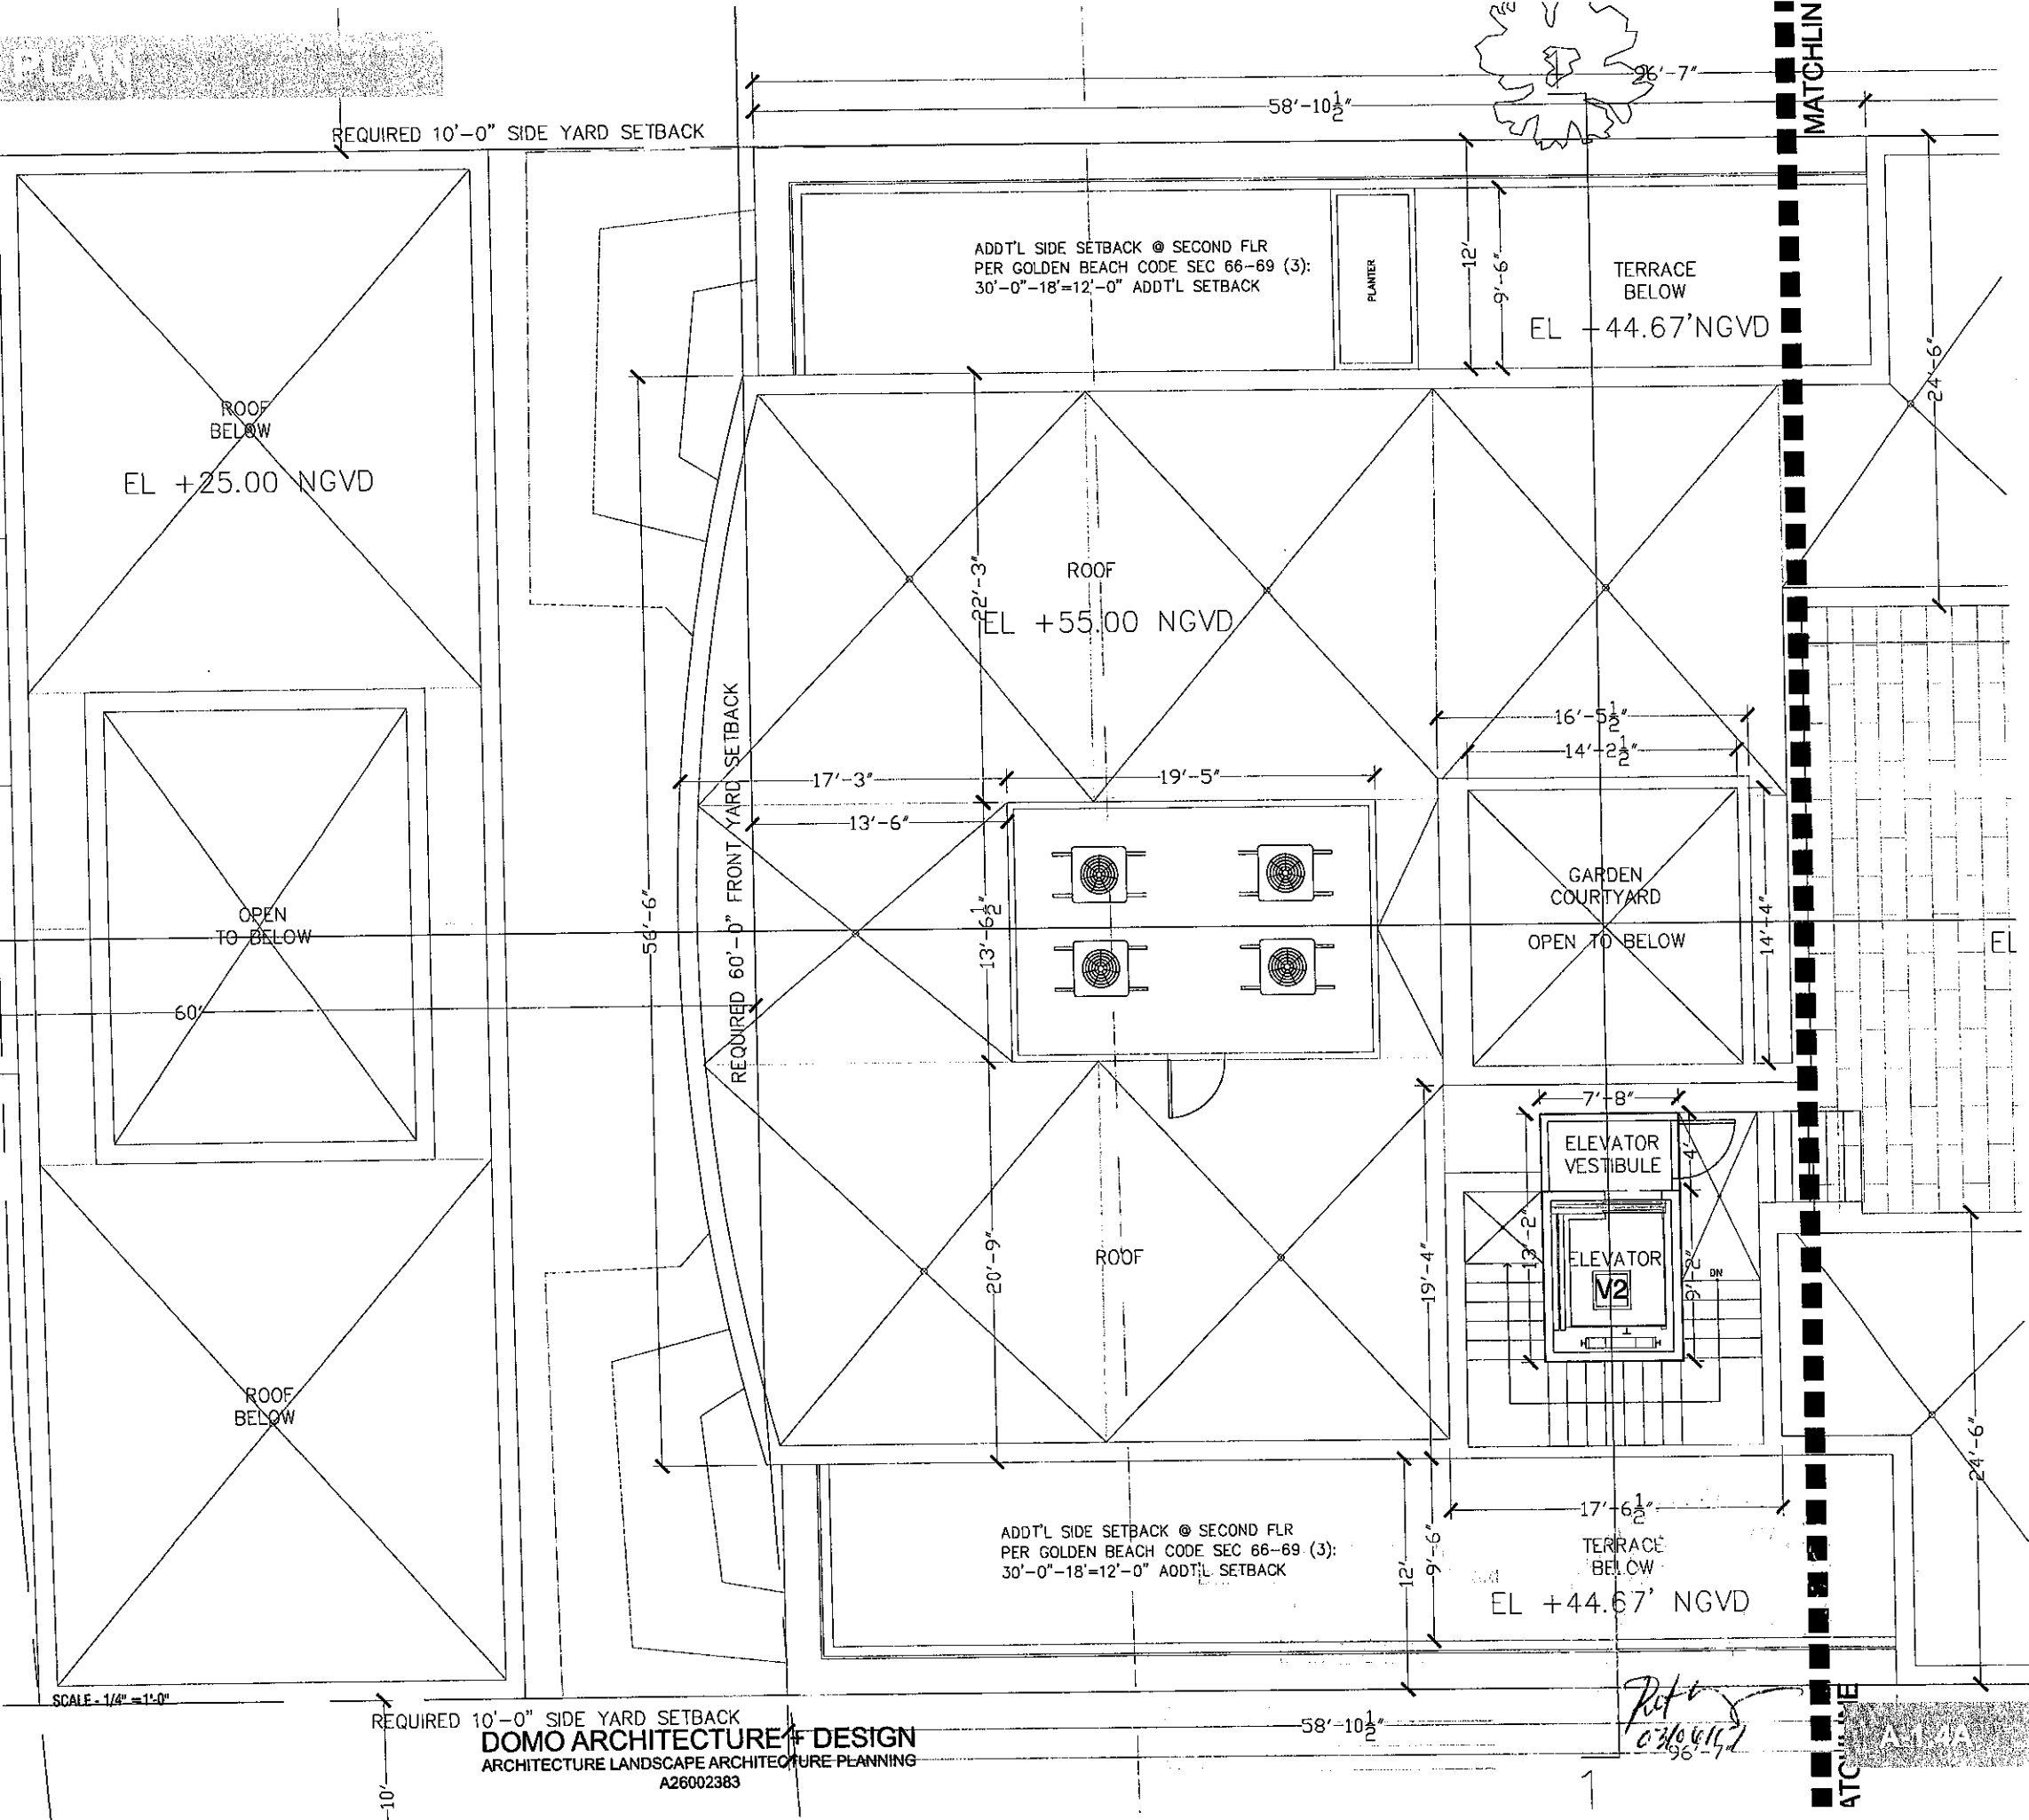 PLAN
MATCHLIN
96'-7"
58'-10½"
REQUIRED 10'-0" SIDE YARD SETBACK
ADDT'L SIDE SETBACK @ SECOND FLR
PER GOLDEN BEACH CODE SEC 66-69 (3):
30'-0"-18'=12'-0" ADDT'L SETBACK
PLANTER
12'
9'-6"
TERRACE
BELOW
EL +44.67'NGVD
24'-6"
ROOF
BELOW
EL +25.00 NGVD
22'-3"
ROOF
EL +55.00 NGVD
REQUIRED 60'-0" FRONT YARD SETBACK
16'-5½"
14'-2½"
17'-3"
19'-5"
13'-6"
56'-6"
13'-6½"
GARDEN
COURTYARD
OPEN TO BELOW
14'-4"
EL
OPEN
TO BELOW
60'
7'-8"
ELEVATOR
VESTIBULE
4'
13'-2"
ELEVATOR
V2
9'-2"
DN
20'-9"
ROOF
19'-4"
ROOF
BELOW
24'-6"
17'-6½"
ADDT'L SIDE SETBACK @ SECOND FLR
PER GOLDEN BEACH CODE SEC 66-69 (3):
30'-0"-18'=12'-0" ADDT'L SETBACK
12'
9'-6"
TERRACE
BELOW
EL +44.67' NGVD
SCALE - 1/4" = 1'-0"
REQUIRED 10'-0" SIDE YARD SETBACK
DOMO ARCHITECTURE + DESIGN
ARCHITECTURE LANDSCAPE ARCHITECTURE PLANNING
A26002383
10'
58'-10½"
96'-7"
1
A-1.4A